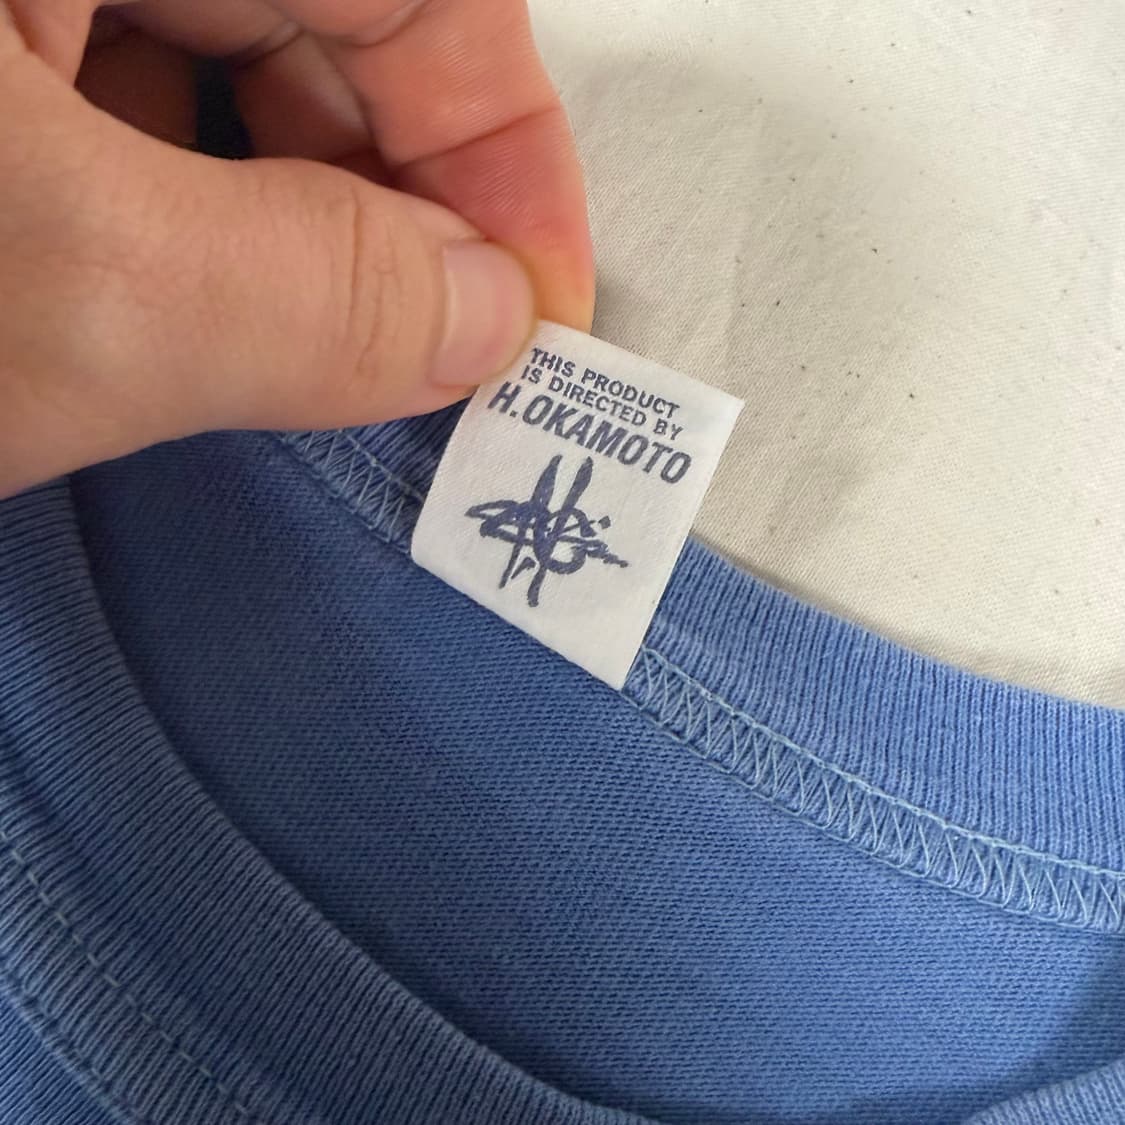 THIS PRODUCT
IS DIRECTED BY
H.OKAMOTO